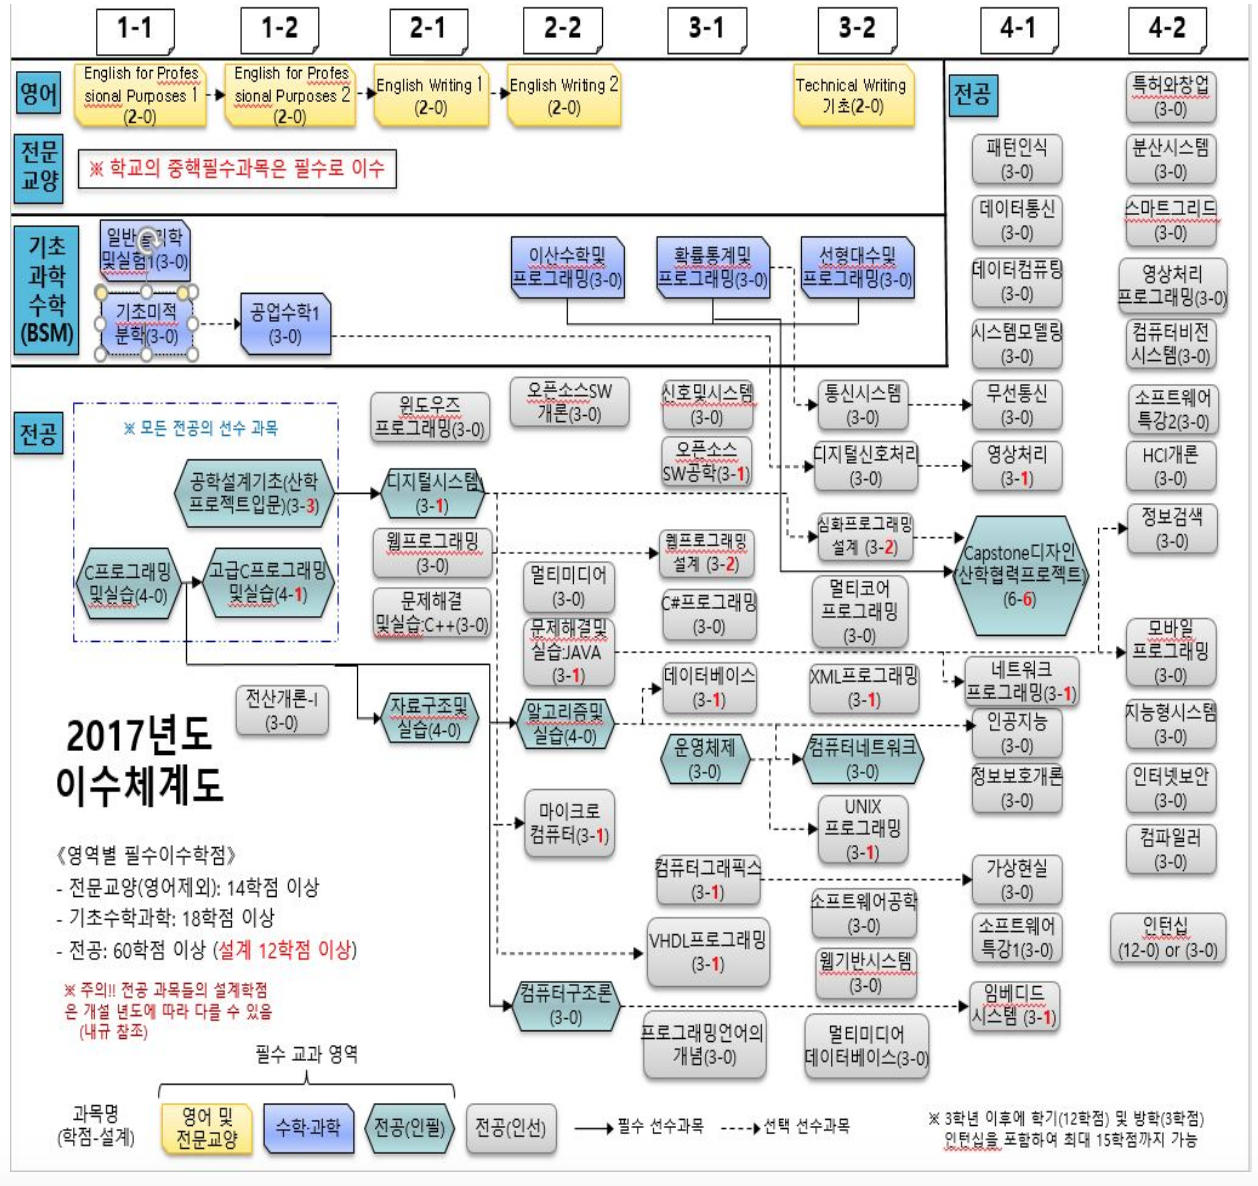 1-1
1-2
2-1
2-2
3-1
3-2
4-1
4-2
영어
English for Profes
sional Purposes 1
(2-0)
English for Profes
sional Purposes 2
(2-0)
English Writing 1
(2-0)
English Writing 2
(2-0)
Technical Writing
기초(2-0)
전공
특허와창업
(3-0)
전문
교양
※ 학교의 중핵필수과목은 필수로 이수
패턴인식
(3-0)
분산시스템
(3-0)
데이터통신
(3-0)
스마트그리드
(3-0)
기초
과학
수학
(BSM)
일반물리학
및실험1(3-0)
이산수학및
프로그래밍(3-0)
확률통계및
프로그래밍(3-0)
선형대수및
프로그래밍(3-0)
데이터컴퓨팅
(3-0)
영상처리
프로그래밍(3-0)
기초미적
분학(3-0)
공업수학1
(3-0)
시스템모델링
(3-0)
컴퓨터비전
시스템(3-0)
전공
※ 모든 전공의 선수 과목
윈도우즈
프로그래밍(3-0)
오픈소스SW
개론(3-0)
신호및시스템
(3-0)
통신시스템
(3-0)
무선통신
(3-0)
소프트웨어
특강2(3-0)
오픈소스
SW공학(3-1)
디지털신호처리
(3-0)
영상처리
(3-1)
HCI개론
(3-0)
공학설계기초(산학
프로젝트입문)(3-3)
디지털시스템
(3-1)
심화프로그래밍
설계 (3-2)
정보검색
(3-0)
웹프로그래밍
(3-0)
웹프로그래밍
설계 (3-2)
Capstone디자인
(산학협력프로젝트)
(6-6)
C프로그래밍
및실습(4-0)
고급C프로그래밍
및실습(4-1)
멀티미디어
(3-0)
문제해결
및실습:C++(3-0)
C#프로그래밍
(3-0)
멀티코어
프로그래밍
(3-0)
문제해결및
실습:JAVA
(3-1)
모바일
프로그래밍
(3-0)
전산개론-I
(3-0)
데이터베이스
(3-1)
XML프로그래밍
(3-1)
네트워크
프로그래밍(3-1)
자료구조및
실습(4-0)
알고리즘및
실습(4-0)
인공지능
(3-0)
지능형시스템
(3-0)
2017년도
이수체계도
운영체제
(3-0)
컴퓨터네트워크
(3-0)
정보보호개론
(3-0)
인터넷보안
(3-0)
마이크로
컴퓨터(3-1)
UNIX
프로그래밍
(3-1)
컴파일러
(3-0)
《영역별 필수이수학점》
- 전문교양(영어제외): 14학점 이상
- 기초수학과학: 18학점 이상
- 전공: 60학점 이상 (설계 12학점 이상)
컴퓨터그래픽스
(3-1)
가상현실
(3-0)
소프트웨어공학
(3-0)
소프트웨어
특강1(3-0)
인턴십
(12-0) or (3-0)
VHDL프로그래밍
(3-1)
웹기반시스템
(3-0)
※ 주의!! 전공 과목들의 설계학점
은 개설 년도에 따라 다를 수 있음
(내규 참조)
컴퓨터구조론
(3-0)
임베디드
시스템 (3-1)
프로그래밍언어의
개념(3-0)
멀티미디어
데이터베이스(3-0)
필수 교과 영역
과목명
(학점-설계)
영어 및
전문교양
수학·과학
전공(인필)
전공(인선)
필수 선수과목
선택 선수과목
※ 3학년 이후에 학기(12학점) 및 방학(3학점)
인턴십을 포함하여 최대 15학점까지 가능